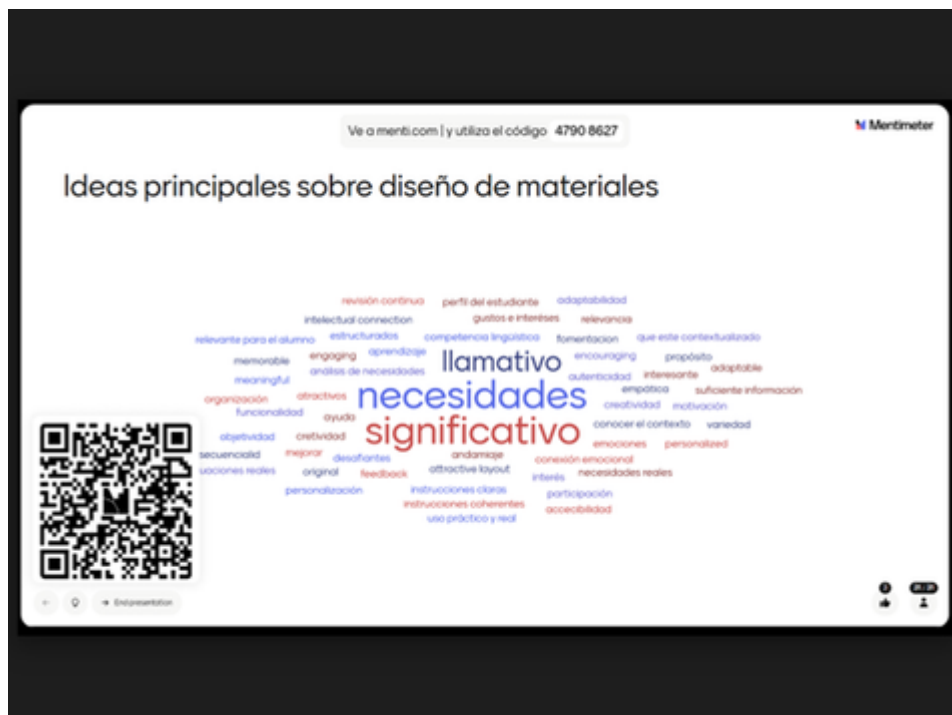 Ve a menti.com | y utiliza el código 4790 8627
Mentimeter
Ideas principales sobre diseño de materiales
revisión continua perfil del estudiante adaptabilidad
intelectual connection gustos e interéses relevancia
relevante para el alumno estructurados competencia lingüística fomentacion que este contextualizado
memorable engaging aprendizaje llamativo encouraging propósito
meaningful análisis de necesidades autenticidad interesante adaptable
organización atractivos necesidades empática suficiente información
funcionalidad ayuda creatividad motivación
significativo conocer el contexto variedad
objetividad cretividad emociones personalized
secuencialid mejorar desafiantes andamiaje conexión emocional
uaciones reales original feedback attractive layout interés necesidades reales
personalización instrucciones claras participación
instrucciones coherentes accecibilidad
uso práctico y real
End presentation